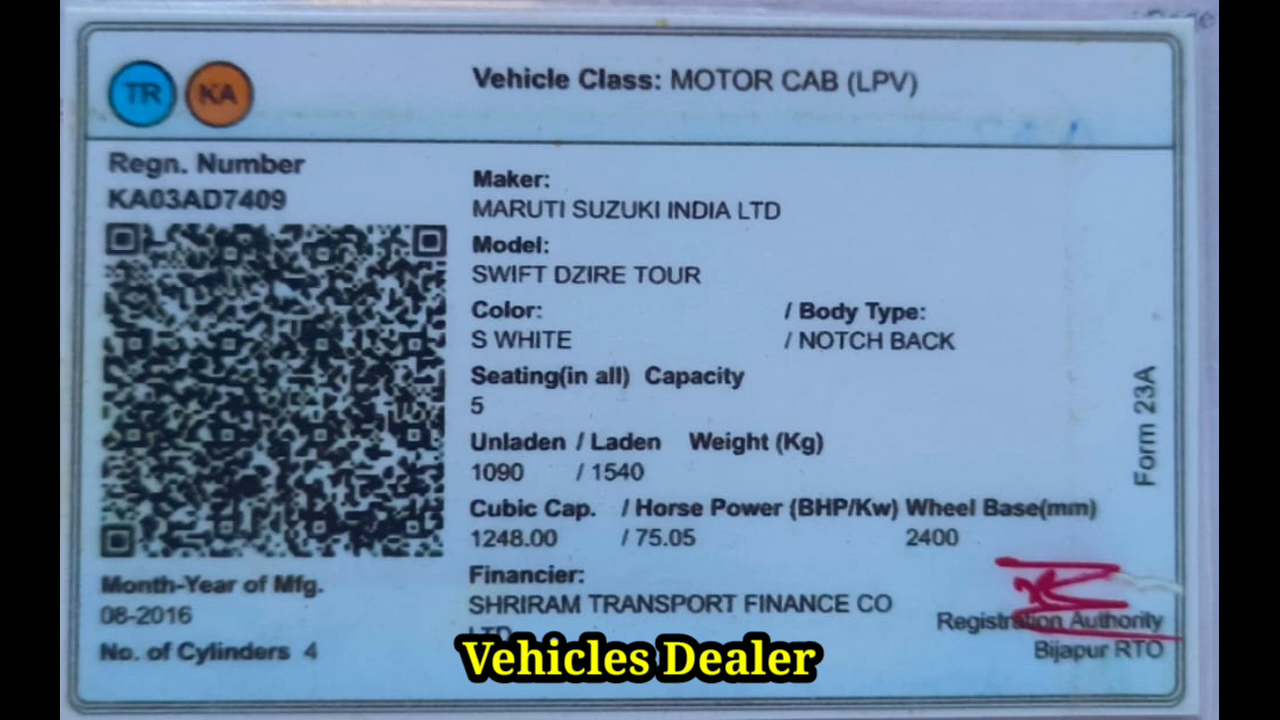 TR KA
Vehicle Class: MOTOR CAB (LPV)
Regn. Number
KA03AD7409
Maker:
MARUTI SUZUKI INDIA LTD
Model:
SWIFT DZIRE TOUR
Color: / Body Type:
S WHITE / NOTCH BACK
Seating(in all) Capacity
5
Unladen / Laden Weight (Kg)
1090 / 1540
Cubic Cap. / Horse Power (BHP/Kw) Wheel Base(mm)
1248.00 / 75.05 2400
Financier:
SHRIRAM TRANSPORT FINANCE CO
LTD
Month-Year of Mfg.
08-2016
No. of Cylinders 4
Form 23A
Registration Authority
Bijapur RTO
Vehicles Dealer